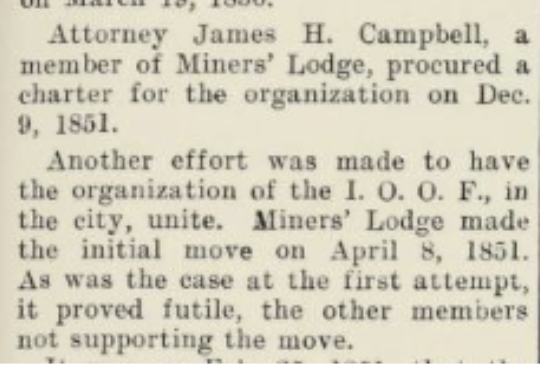 Attorney James H. Campbell, a
member of Miners' Lodge, procured a
charter for the organization on Dec.
9, 1851.
Another effort was made to have
the organization of the I. O. O. F., in
the city, unite. Miners' Lodge made
the initial move on April 8, 1851.
As was the case at the first attempt,
it proved futile, the other members
not supporting the move.